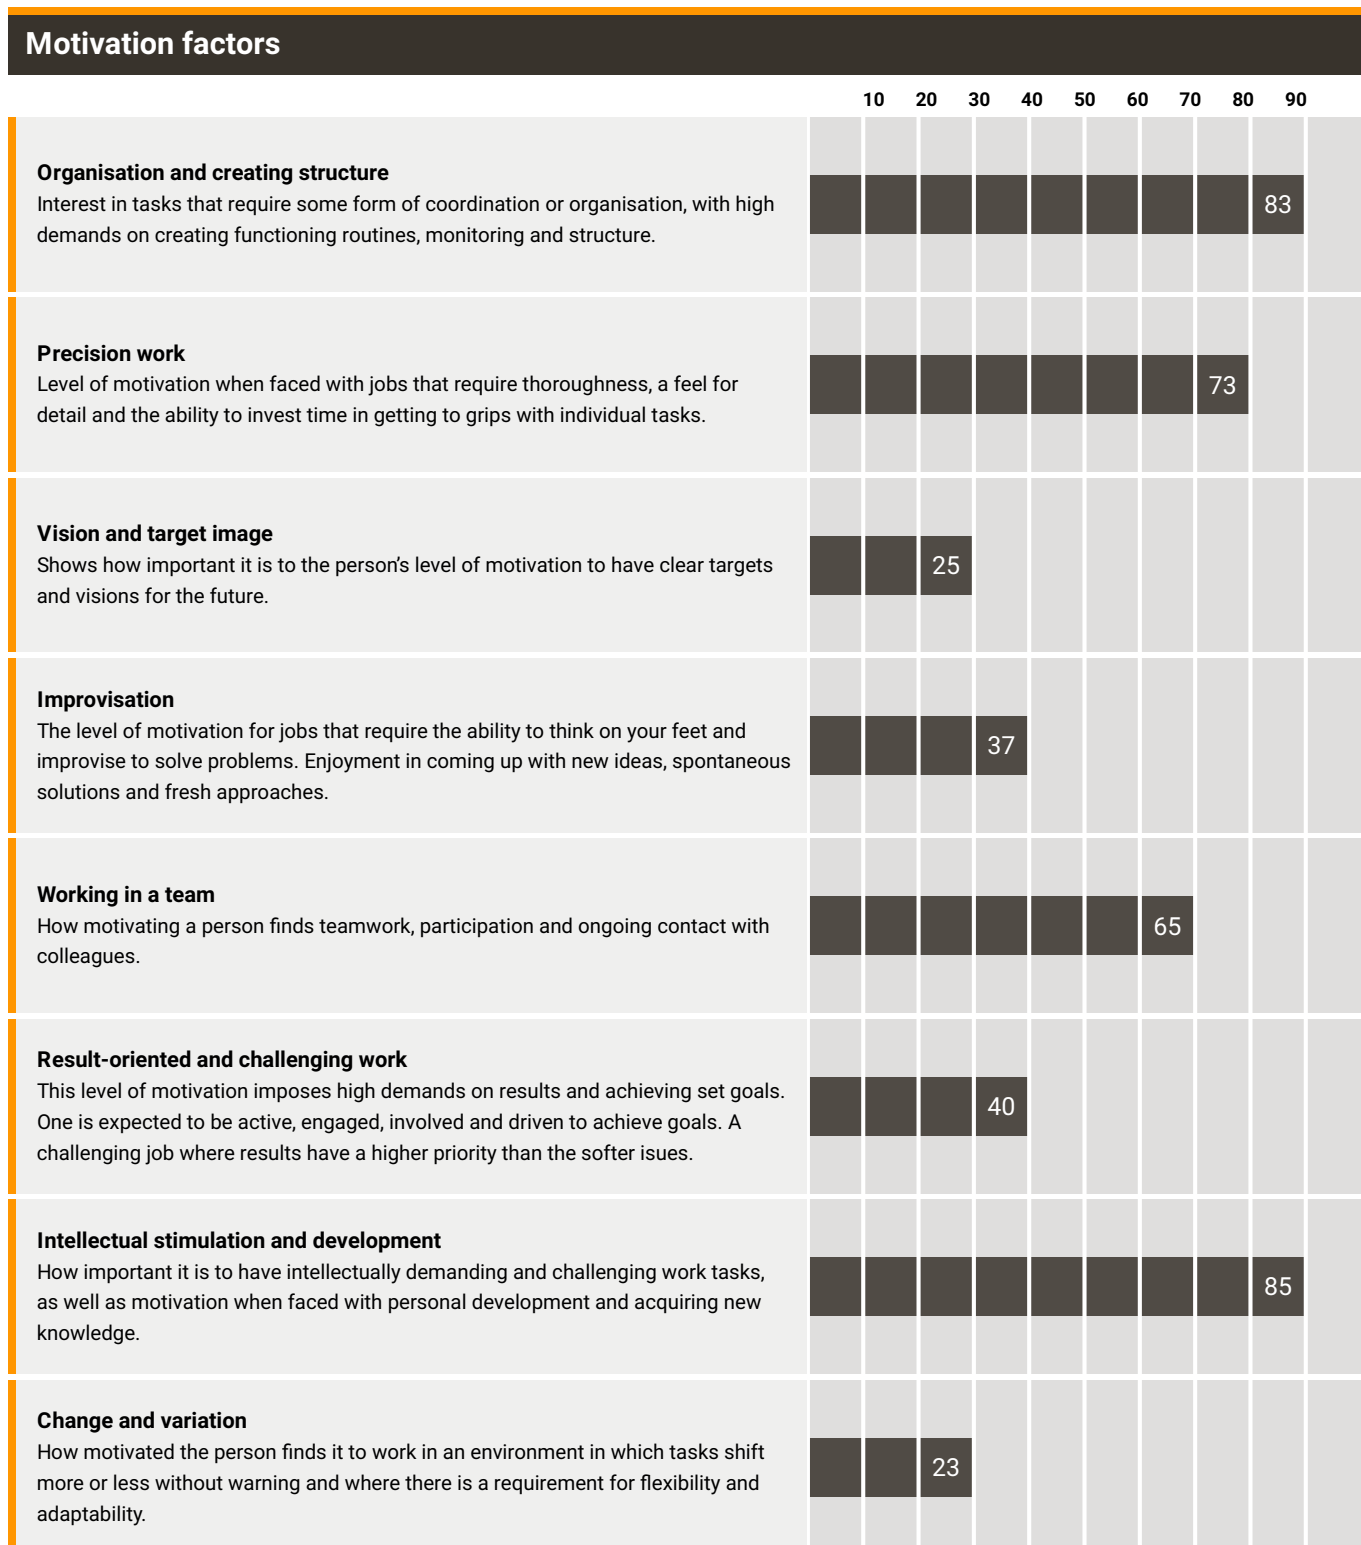 Motivation factors
10 20 30 40 50 60 70 80 90
Organisation and creating structure
Interest in tasks that require some form of coordination or organisation, with high
demands on creating functioning routines, monitoring and structure.
83
Precision work
Level of motivation when faced with jobs that require thoroughness, a feel for
detail and the ability to invest time in getting to grips with individual tasks.
73
Vision and target image
Shows how important it is to the person's level of motivation to have clear targets
and visions for the future.
25
Improvisation
The level of motivation for jobs that require the ability to think on your feet and
improvise to solve problems. Enjoyment in coming up with new ideas, spontaneous
solutions and fresh approaches.
37
Working in a team
How motivating a person finds teamwork, participation and ongoing contact with
colleagues.
65
Result-oriented and challenging work
This level of motivation imposes high demands on results and achieving set goals.
One is expected to be active, engaged, involved and driven to achieve goals. A
challenging job where results have a higher priority than the softer isues.
40
Intellectual stimulation and development
How important it is to have intellectually demanding and challenging work tasks,
as well as motivation when faced with personal development and acquiring new
knowledge.
85
Change and variation
How motivated the person finds it to work in an environment in which tasks shift
more or less without warning and where there is a requirement for flexibility and
adaptability.
23